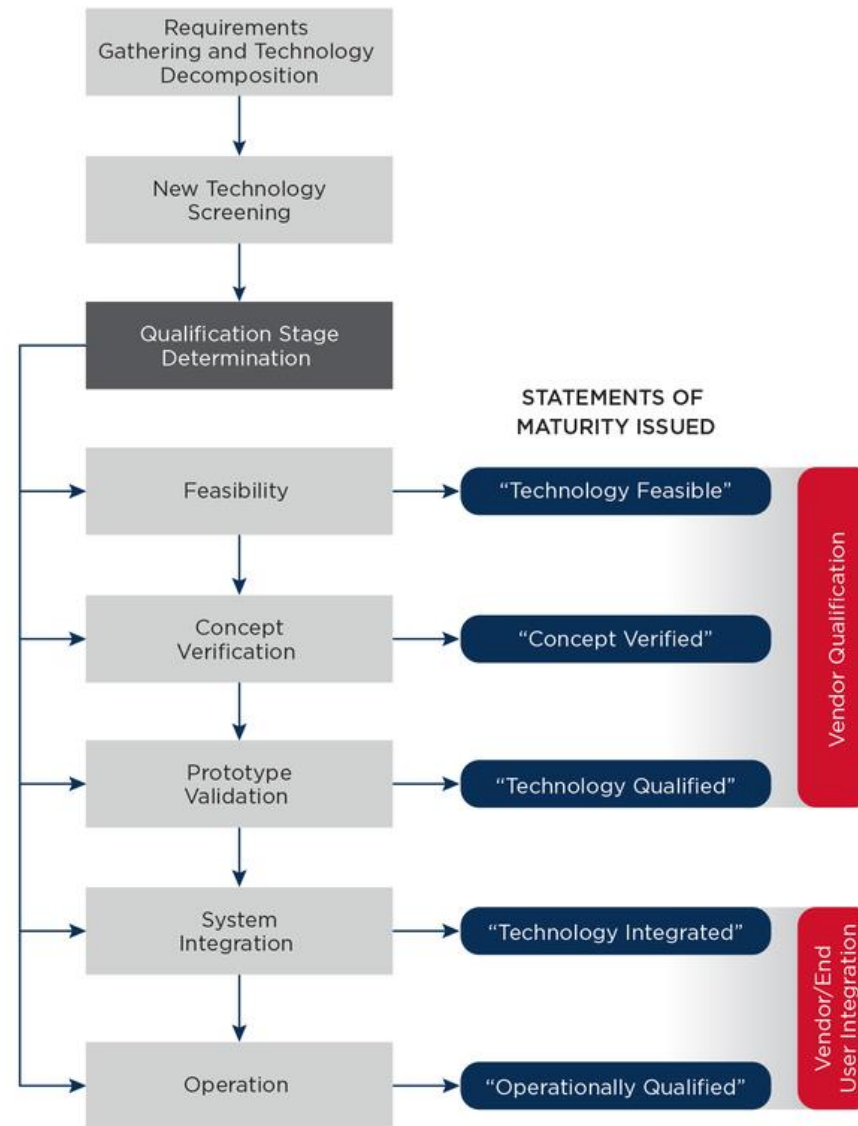 Requirements
Gathering and Technology
Decomposition
New Technology
Screening
Qualification Stage
Determination
STATEMENTS OF
MATURITY ISSUED
Feasibility
“Technology Feasible”
Concept
Verification
“Concept Verified”
Prototype
Validation
“Technology Qualified”
Vendor Qualification
System
Integration
“Technology Integrated”
Operation
“Operationally Qualified”
Vendor/End
User Integration